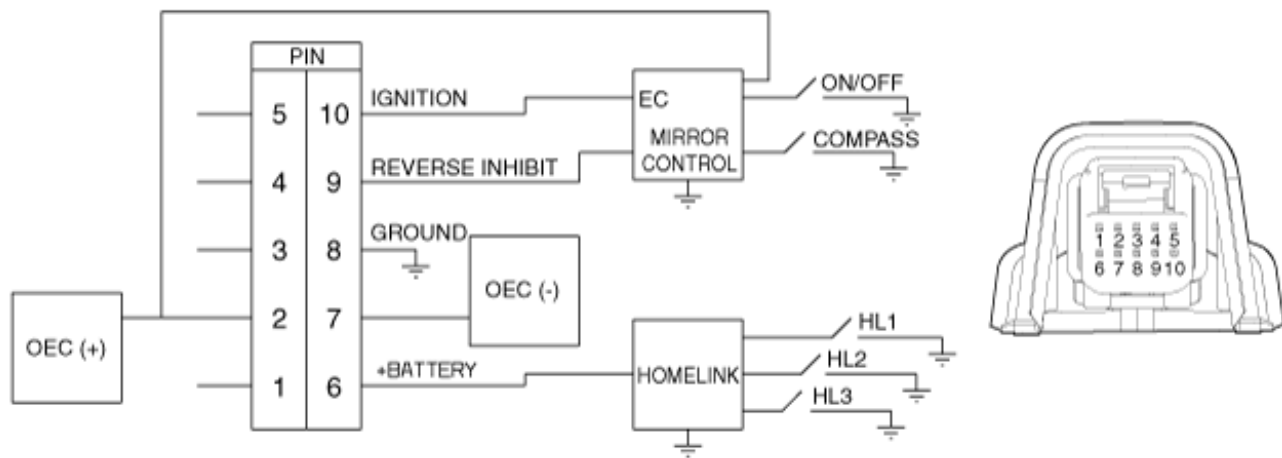 PIN
5 10 IGNITION
EC
MIRROR
CONTROL
ON/OFF
COMPASS
4 9 REVERSE INHIBIT
3 8 GROUND
OEC (+)
2 7
OEC (-)
1 6 +BATTERY
HOMELINK
HL1
HL2
HL3
1 2 3 4 5
6 7 8 9 10